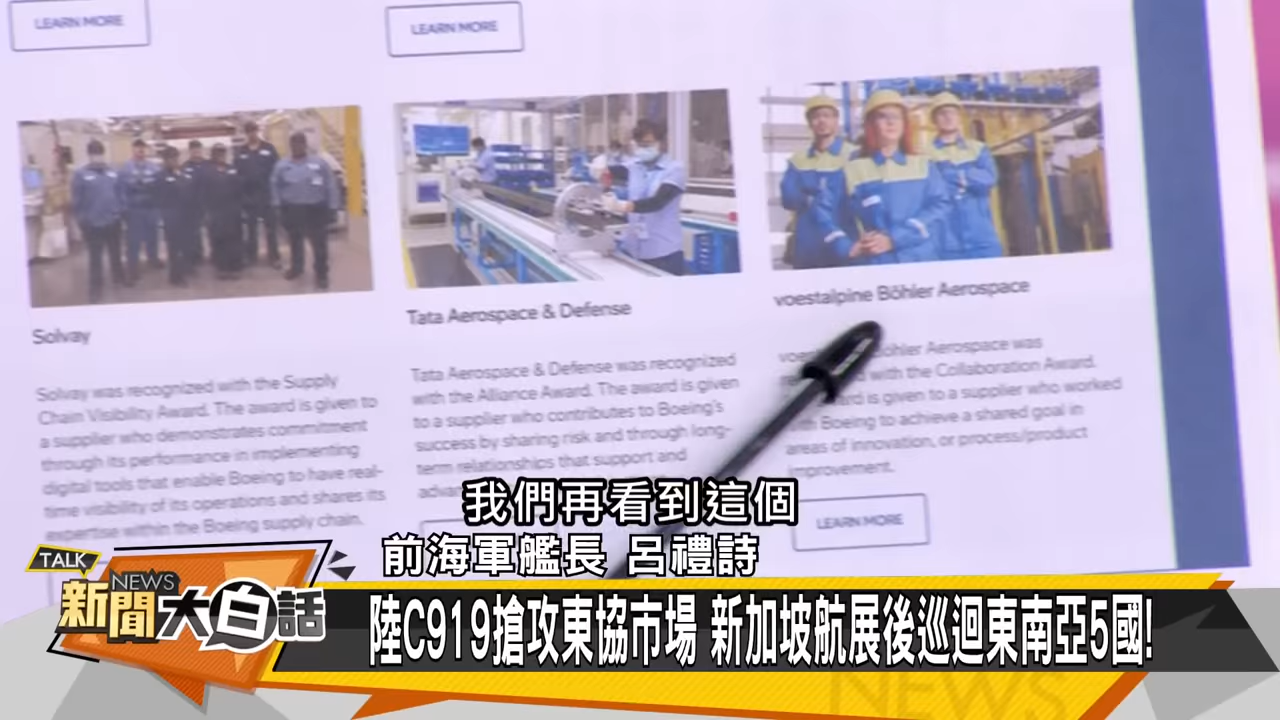 LEARN MORE
LEARN MORE
Solvay
Solvay was recognized with the Supply
Chain Visibility Award. The award is given to
a supplier who demonstrates commitment
through its performance in implementing
digital tools that enable Boeing to have real-
time visibility of its operations and shares its
expertise within the Boeing supply chain.
Tata Aerospace & Defense
Tata Aerospace & Defense was recognized
with the Alliance Award. The award is given
to a supplier who contributes to Boeing's
success by sharing risk and through long-
term relationships that support and
voestalpine Böhler Aerospace
Böhler Aerospace was
with the Collaboration Award.
is given to a supplier who worked
Boeing to achieve a shared goal in
areas of innovation, or process/product
improvement.
LEARN MORE
我們再看到這個
前海軍艦長 呂禮詩
TALK
NEWS
新聞大白話
陸C919搶攻東協市場 新加坡航展後巡迴東南亞5國!
NEWS